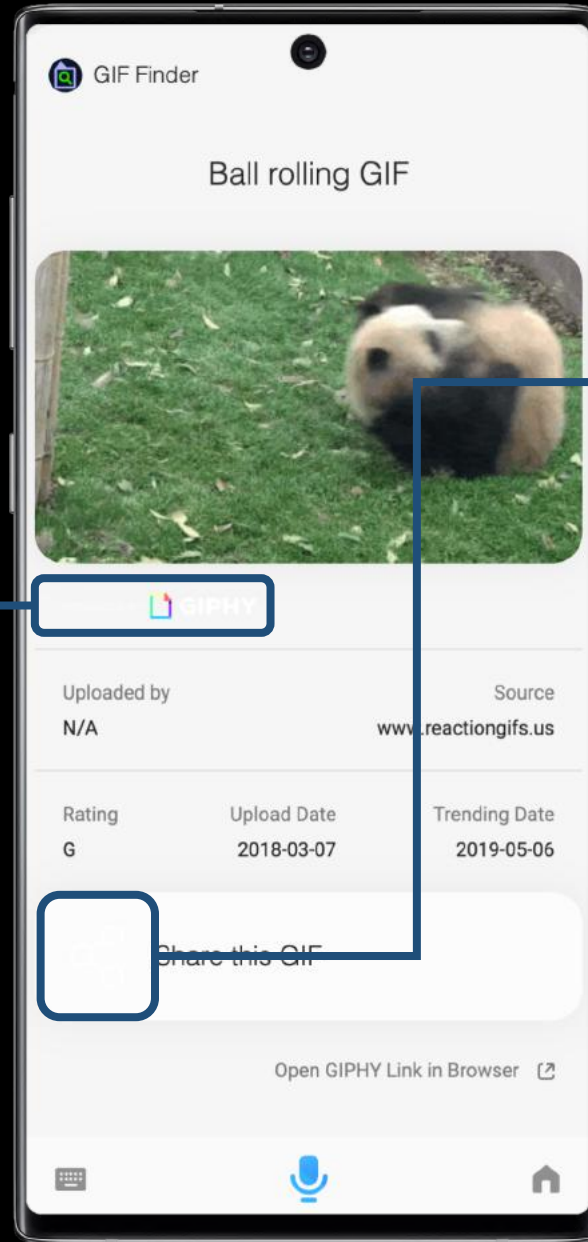 GIF Finder
Ball rolling GIF
GIPHY
Uploaded by
Source
N/A
www.reactiongifs.us
Rating
Upload Date
Trending Date
G
2018-03-07
2019-05-06
Share this GIF
Open GIPHY Link in Browser